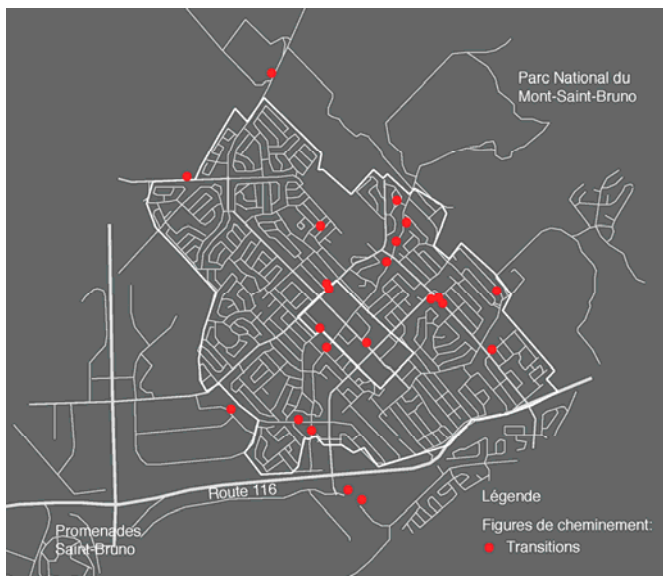 Parc National du
Mont-Saint-Bruno
Route 116
Promenades
Saint-Bruno
Légende
Figures de cheminement:
Transitions